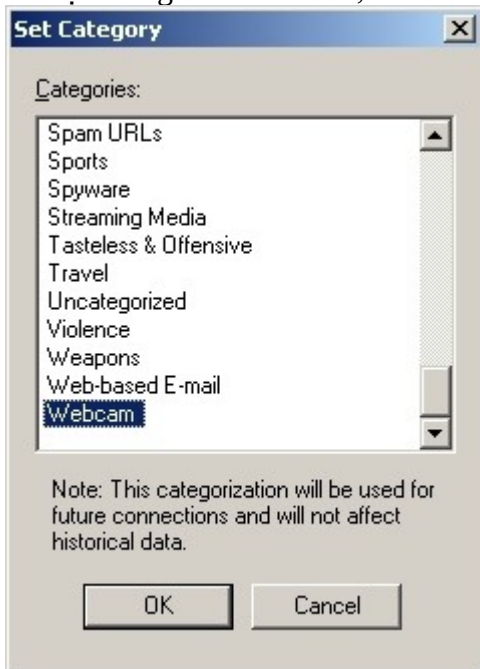 Set Category
Categories:
Spam URLs
Sports
Spyware
Streaming Media
Tasteless & Offensive
Travel
Uncategorized
Violence
Weapons
Web-based E-mail
Webcam
Note: This categorization will be used for
future connections and will not affect
historical data.
OK Cancel